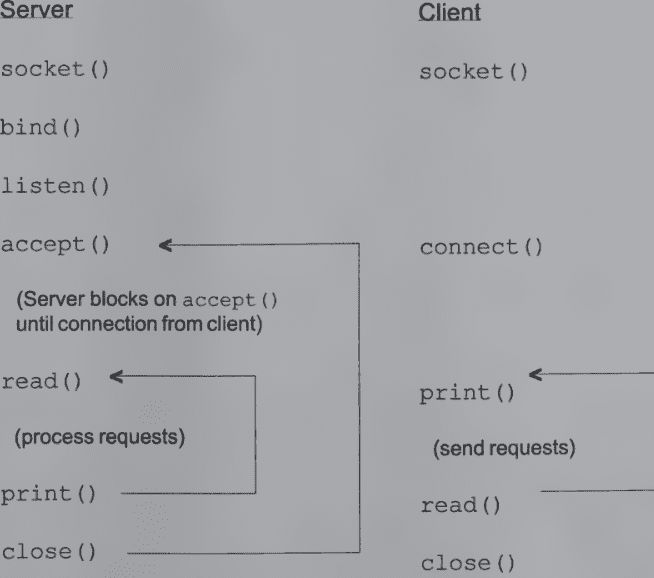 Server
socket()
bind()
listen()
accept()
(Server blocks on accept()
until connection from client)
read()
(process requests)
print()
close()
Client
socket()
connect()
print()
(send requests)
read()
close()